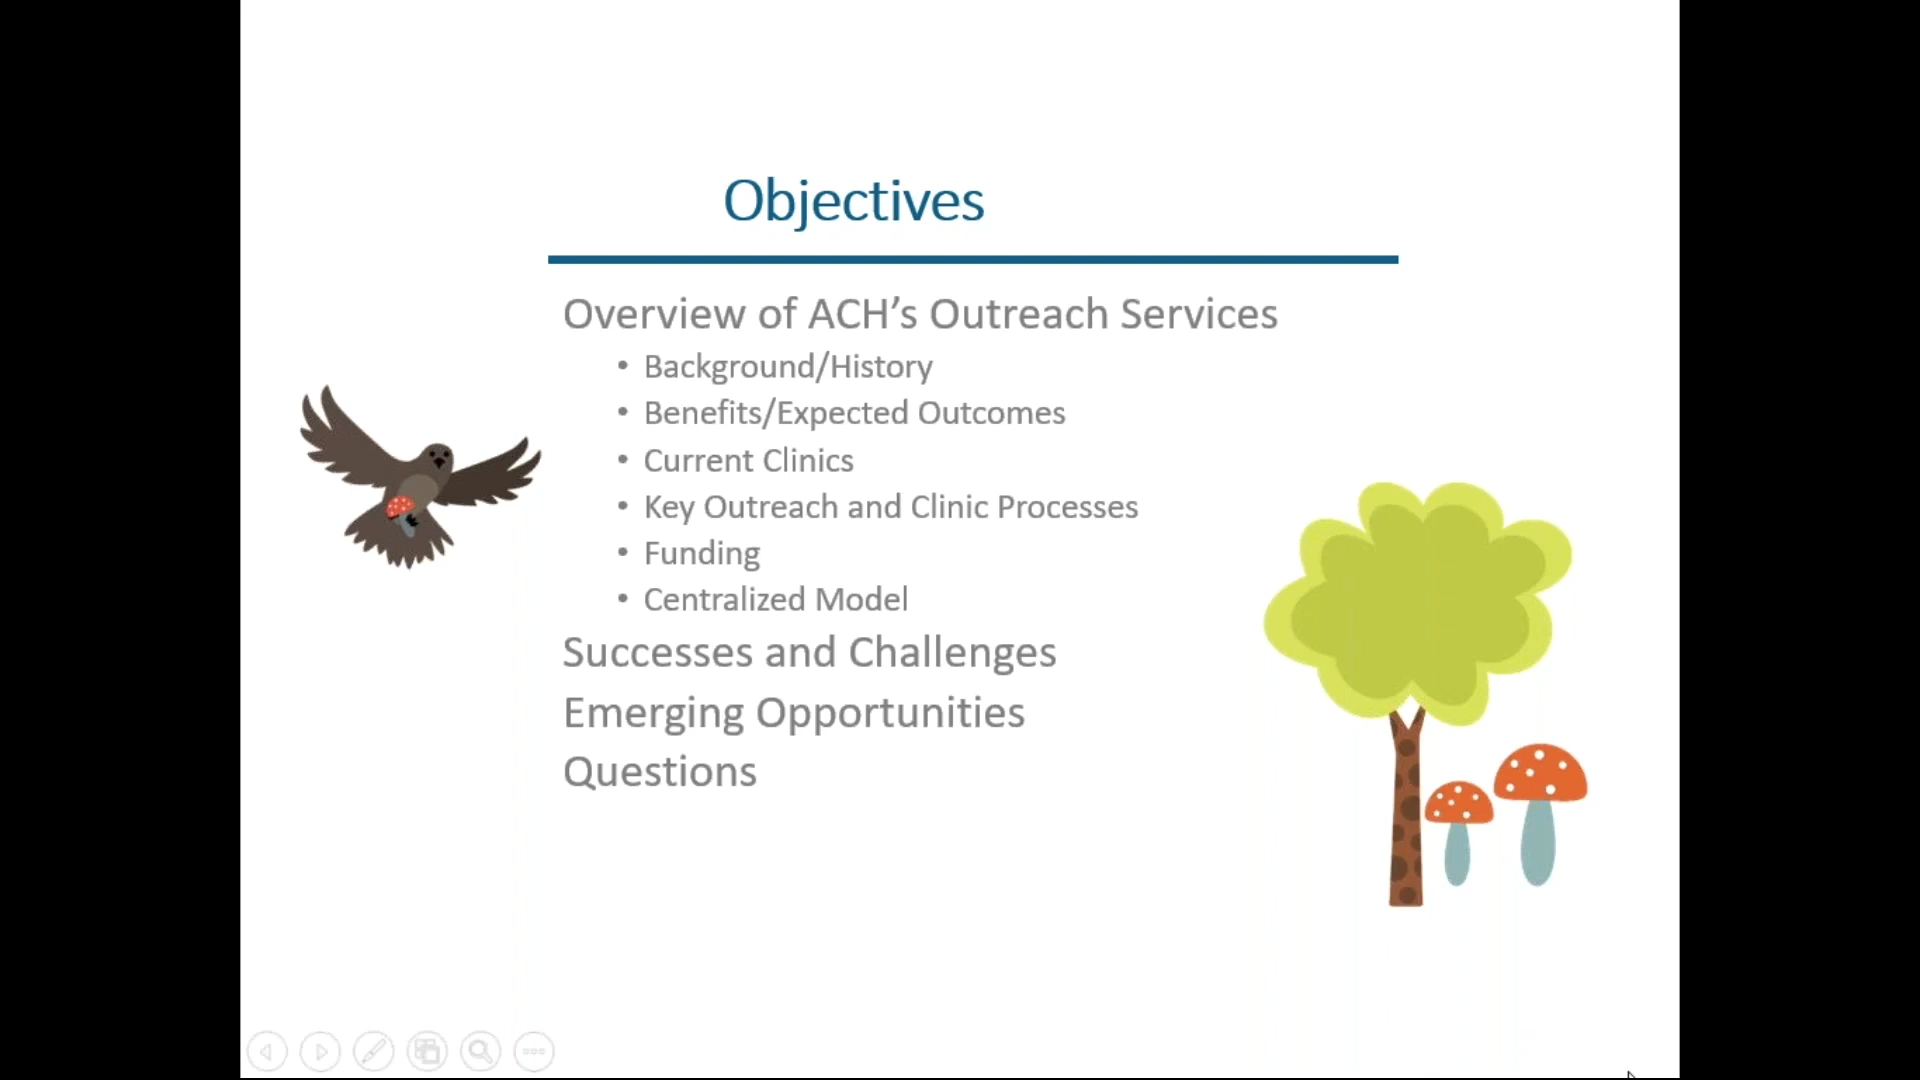 Objectives
Overview of ACH’s Outreach Services
• Background/History
• Benefits/Expected Outcomes
• Current Clinics
• Key Outreach and Clinic Processes
• Funding
• Centralized Model
Successes and Challenges
Emerging Opportunities
Questions